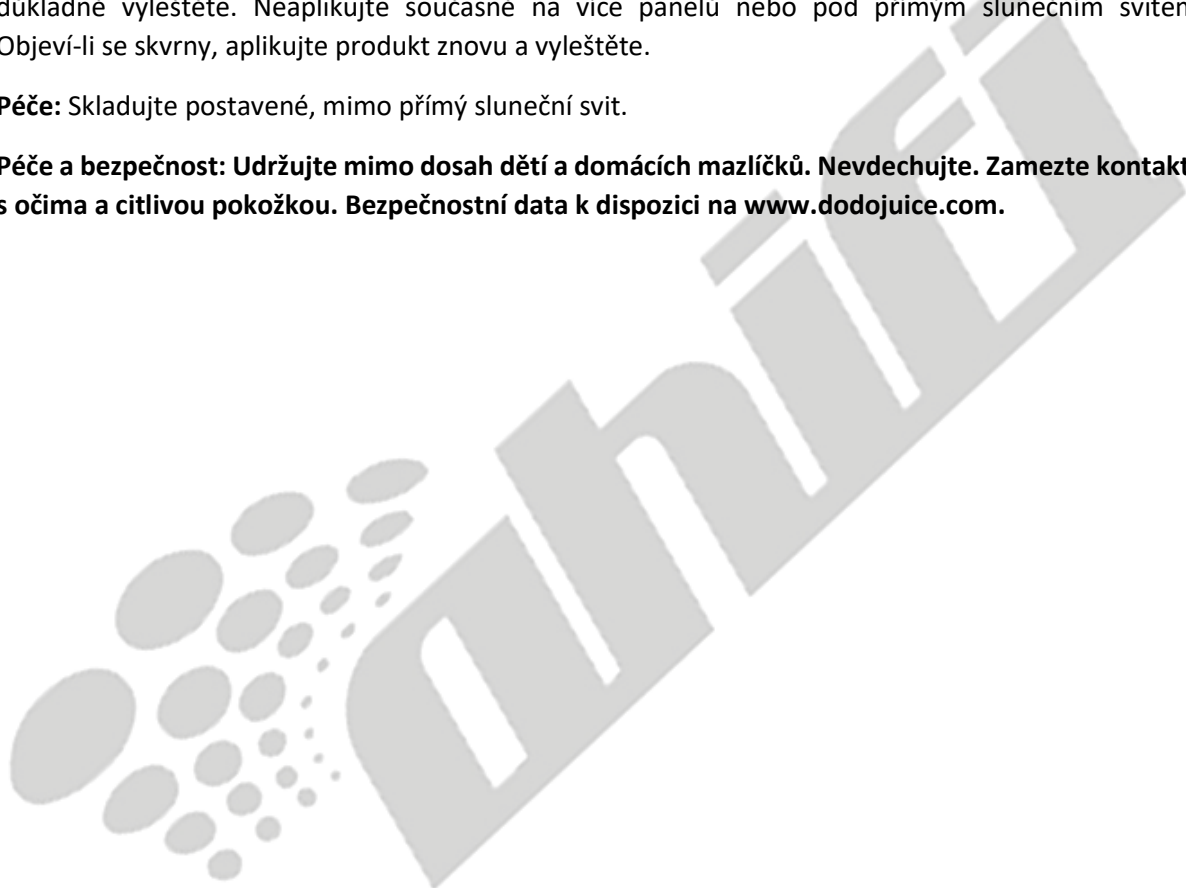 důkladně vyleštěte. Neaplikujte současně na více panelů nebo pod přímým slunečním svitem
Objeví-li se skvrny, aplikujte produkt znovu a vyleštěte.
Péče: Skladujte postavené, mimo přímý sluneční svit.
Péče a bezpečnost: Udržujte mimo dosah dětí a domácích mazlíčků. Nevdechujte. Zamezte kontakt
s očima a citlivou pokožkou. Bezpečnostní data k dispozici na www.dodojuice.com.
ahifi